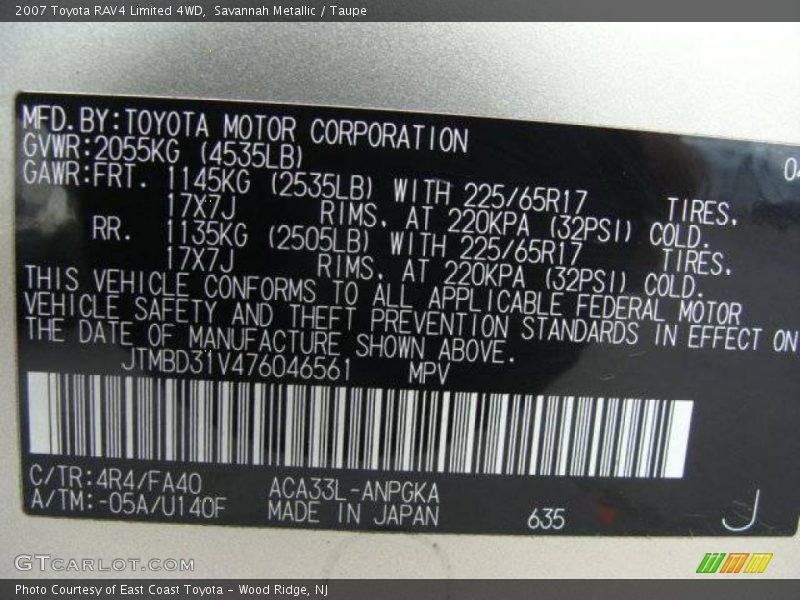 2007 Toyota RAV4 Limited 4WD, Savannah Metallic / Taupe
MFD.BY:TOYOTA MOTOR CORPORATION
GVWR:2055KG (4535LB)
GAWR:FRT. 1145KG (2535LB) WITH 225/65R17 TIRES,
17X7J RIMS, AT 220KPA (32PSI) COLD.
RR. 1135KG (2505LB) WITH 225/65R17 TIRES,
17X7J RIMS, AT 220KPA (32PSI) COLD.
THIS VEHICLE CONFORMS TO ALL APPLICABLE FEDERAL MOTOR
VEHICLE SAFETY AND THEFT PREVENTION STANDARDS IN EFFECT ON
THE DATE OF MANUFACTURE SHOWN ABOVE.
JTMBD31V476046561 MPV
C/TR:4R4/FA40 ACA33L-ANPGKA
A/TM:-05A/U140F MADE IN JAPAN 635 J
GTCARCOT.COM
Photo Courtesy of East Coast Toyota - Wood Ridge, NJ